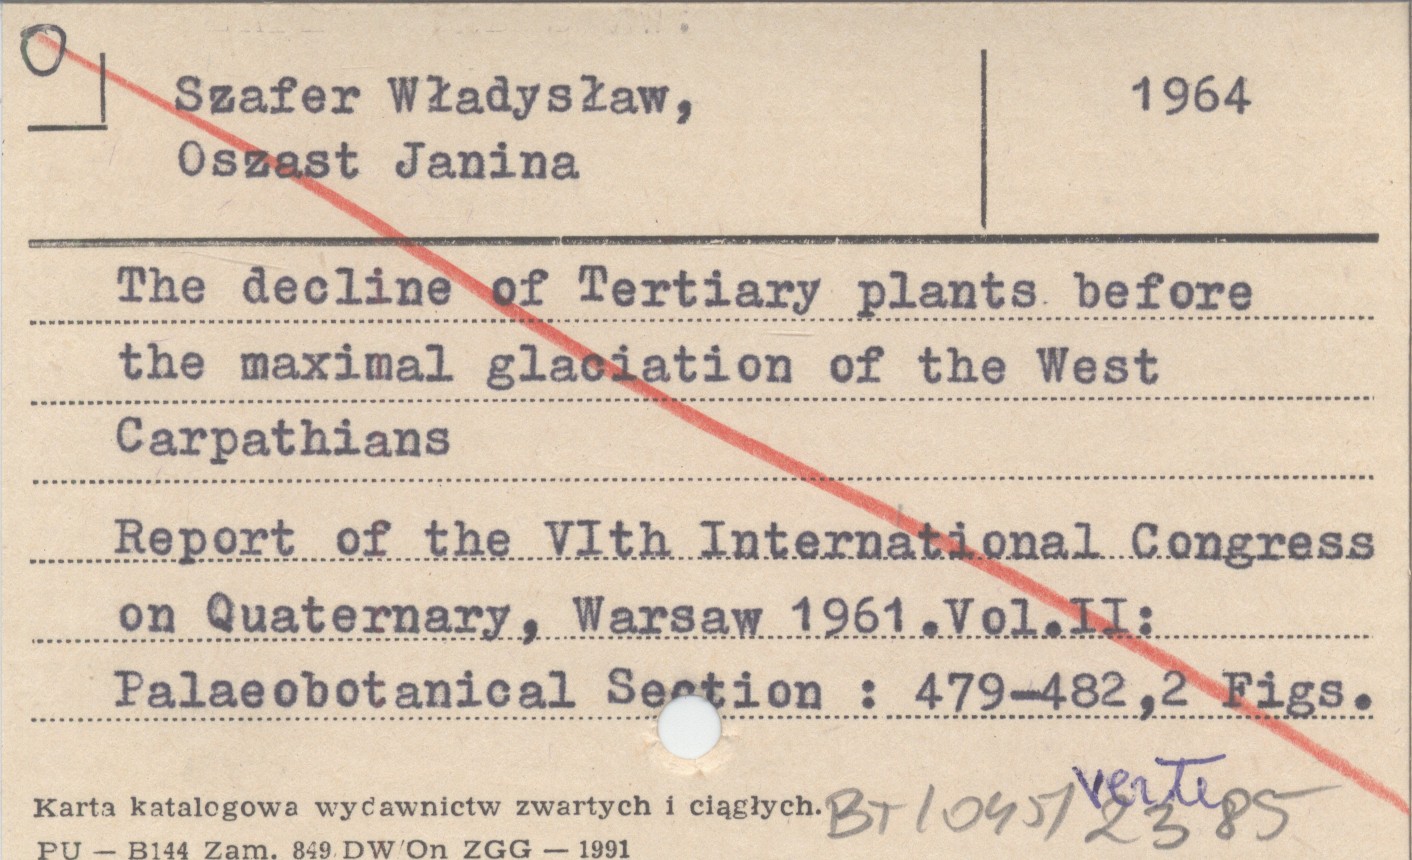 Szafer Władysław,
1964
Oszast Janina
The decline of Tertiary plants before
the maximal glaciation of the West
Carpathians
Report of the VIth International Congress
on Quaternary, Warsaw 1961.Vol.II:
Palaeobotanical Section : 479-482,2 Figs.
verte
Karta katalogowa wydawnictw zwartych i ciągłych.
PU — B144 Zam. 849 DW/On ZGG — 1991